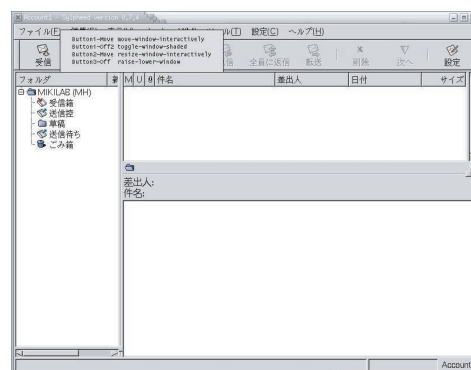 Account1 - Sylpheed version 0.7.4
ファイル(F)
設定(C) ヘルプ(H)
Button1-Move move-window-interactively
Button1-Off2 toggle-window-shaded
Button2-Move resize-window-interactively
Button3-Off raise-lower-window
受信
全員に返信 転送 削除 次へ 設定
フォルダ
M U 件名 差出人 日付 サイズ
MIKILAB (MH)
受信箱
送信控
草稿
送信待ち
ごみ箱
差出人:
件名:
Account